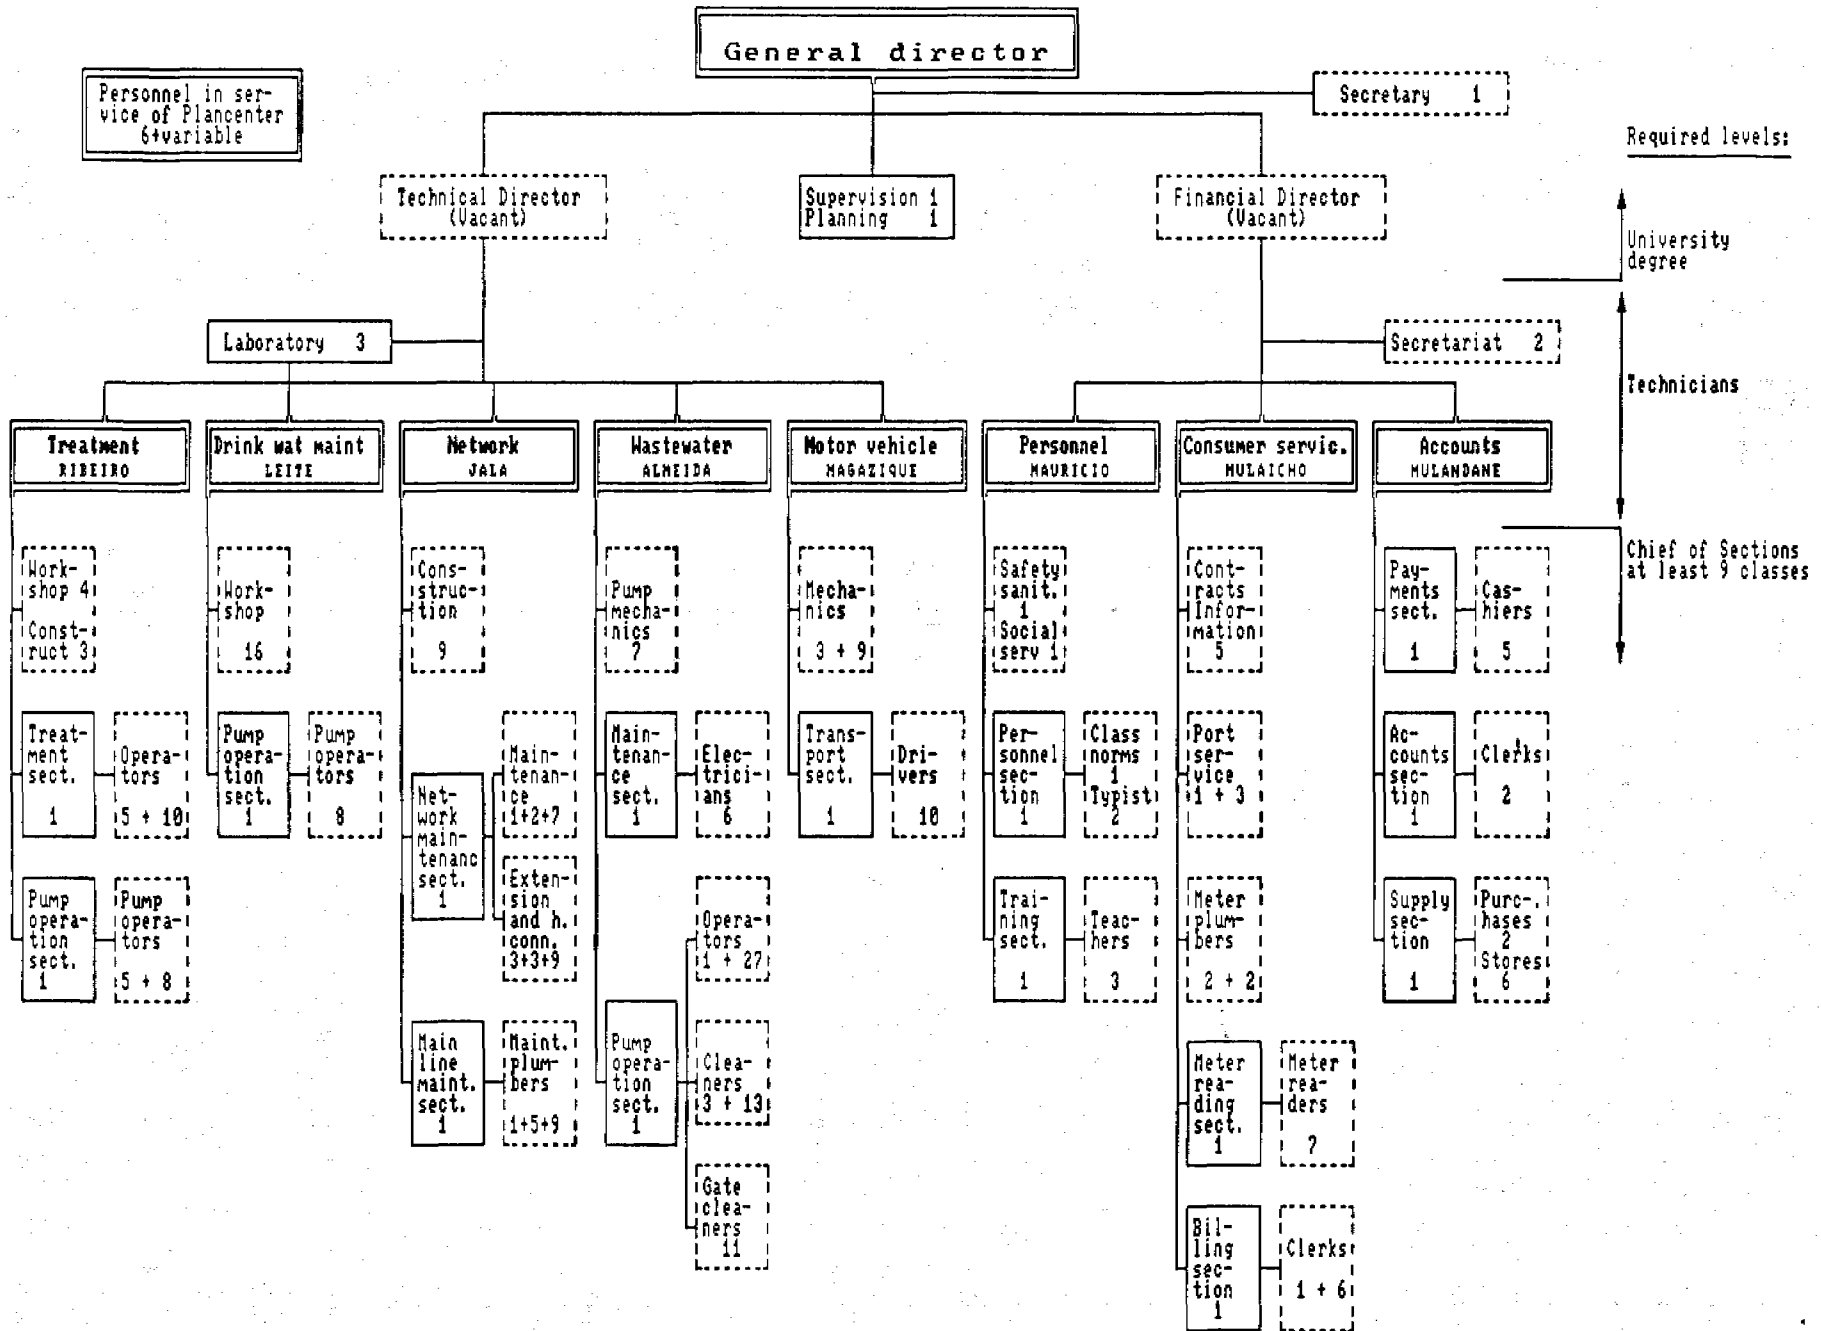 General director
Personnel in ser-
vice of Plancenter
6+variable
Secretary 1
Required levels:
Technical Director
(Vacant)
Supervision 1
Planning 1
Financial Director
(Vacant)
University
degree
Laboratory 3
Secretariat 2
Technicians
Treatment
RIBEIRO
Drink wat maint
LEITE
Network
JALA
Wastewater
ALMEIDA
Motor vehicle
MAGAZIQUE
Personnel
MAURICIO
Consumer servic.
MULAICHO
Accounts
MULANDANE
Chief of Sections
at least 9 classes
Work-
shop 4
Const-
ruct 3
Work-
shop
16
Cons-
truc-
tion
9
Pump
mecha-
nics
7
Mecha-
nics
3 + 9
Safety
sanit.
1
Social
serv 1
Cont-
racts
Infor-
mation
5
Pay-
ments
sect.
1
Cas-
hiers
5
Treat-
ment
sect.
1
Opera-
tors
5 + 10
Pump
opera-
tion
sect.
1
Pump
opera-
tors
8
Net-
work
main-
tenanc
sect.
1
Main-
tenan-
ce
1+2+7
Exten-
sion
and h.
conn.
3+3+9
Main-
tenan-
ce
sect.
1
Elec-
trici-
ans
6
Trans-
port
sect.
1
Dri-
vers
10
Per-
sonnel
sec-
tion
1
Class
norms
1
Typist
2
Port
ser-
vice
1 + 3
Ac-
counts
sec-
tion
1
Clerks
2
Pump
opera-
tion
sect.
1
Pump
opera-
tors
5 + 8
Opera-
tors
1 + 27
Trai-
ning
sect.
1
Teac-
hers
3
Meter
plum-
bers
2 + 2
Supply
sec-
tion
1
Purc-
hases
2
Stores
6
Main
line
maint.
sect.
1
Maint.
plum-
bers
1+5+9
Pump
opera-
tion
sect.
1
Clea-
ners
3 + 13
Meter
rea-
ding
sect.
1
Meter
rea-
ders
7
Gate
clea-
ners
11
Bil-
ling
sec-
tion
1
Clerks
1 + 6